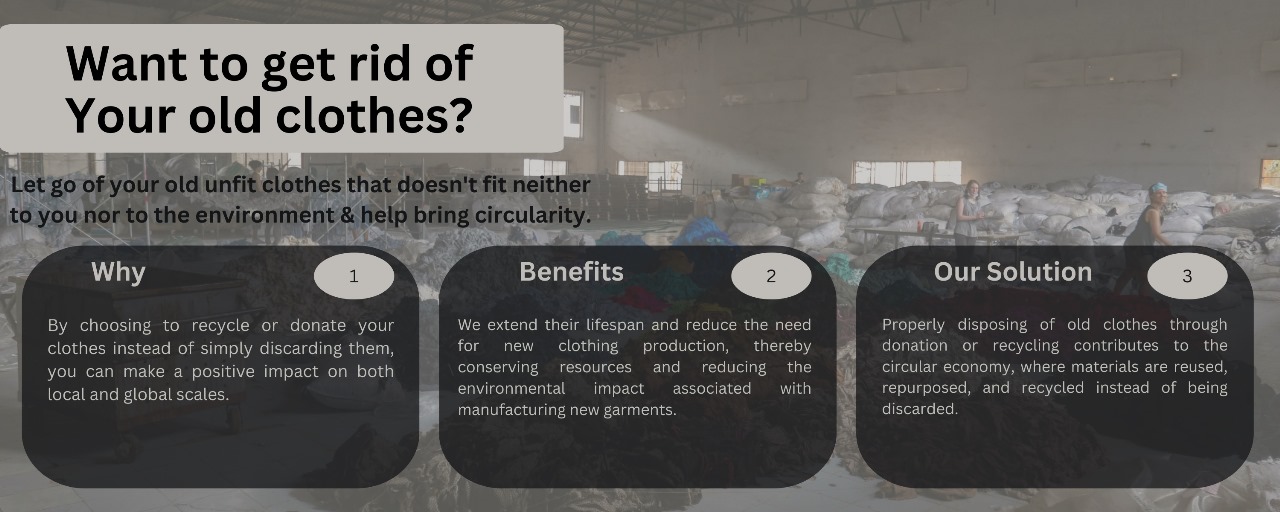 Want to get rid of
Your old clothes?
Let go of your old unfit clothes that doesn't fit neither
to you nor to the environment & help bring circularity.
Why
1
By choosing to recycle or donate your
clothes instead of simply discarding them,
you can make a positive impact on both
local and global scales.
Benefits
2
We extend their lifespan and reduce the need
for new clothing production, thereby
conserving resources and reducing the
environmental impact associated with
manufacturing new garments.
Our Solution
3
Properly disposing of old clothes through
donation or recycling contributes to the
circular economy, where materials are reused,
repurposed, and recycled instead of being
discarded.